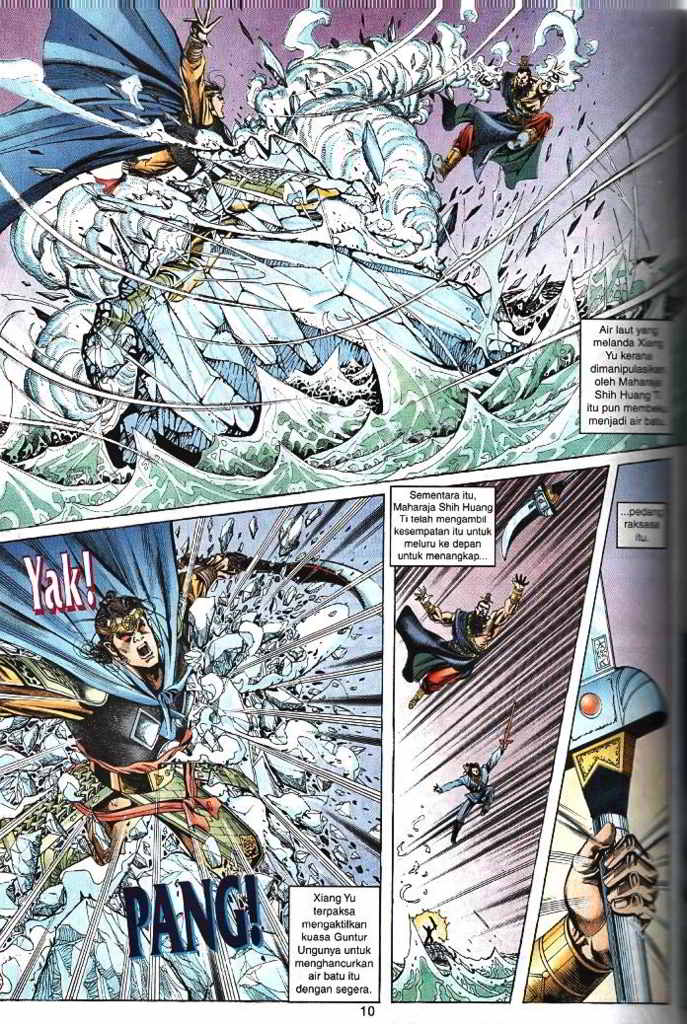 Air laut yang
melanda Xiang
Yu kerana
dimanipulasikan
oleh Maharaja
Shih Huang Ti
itu pun membeku
menjadi air batu.
Yak!
PANG!
Xiang Yu
terpaksa
mengaktifkan
kuasa Guntur
Ungunya untuk
menghancurkan
air batu itu
dengan segera.
Sementara itu,
Maharaja Shih Huang
Ti telah mengambil
kesempatan itu untuk
meluru ke depan
untuk menangkap...
...pedang
raksasa
itu.
10